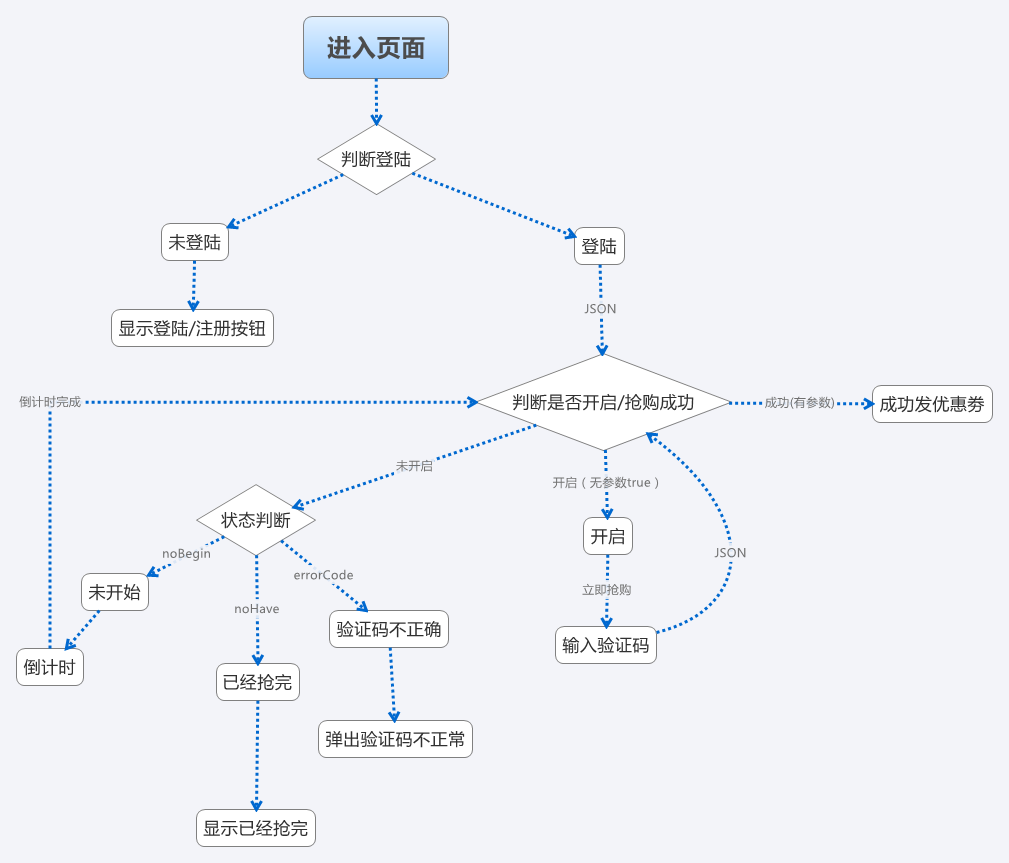 进入页面
判断登陆
未登陆
登陆
显示登陆/注册按钮
JSON
倒计时完成
判断是否开启/抢购成功
成功(有参数)
成功发优惠劵
未开启
开启（无参数true）
状态判断
开启
noBegin
errorCode
JSON
未开始
立即抢购
noHave
验证码不正确
输入验证码
倒计时
已经抢完
弹出验证码不正常
显示已经抢完